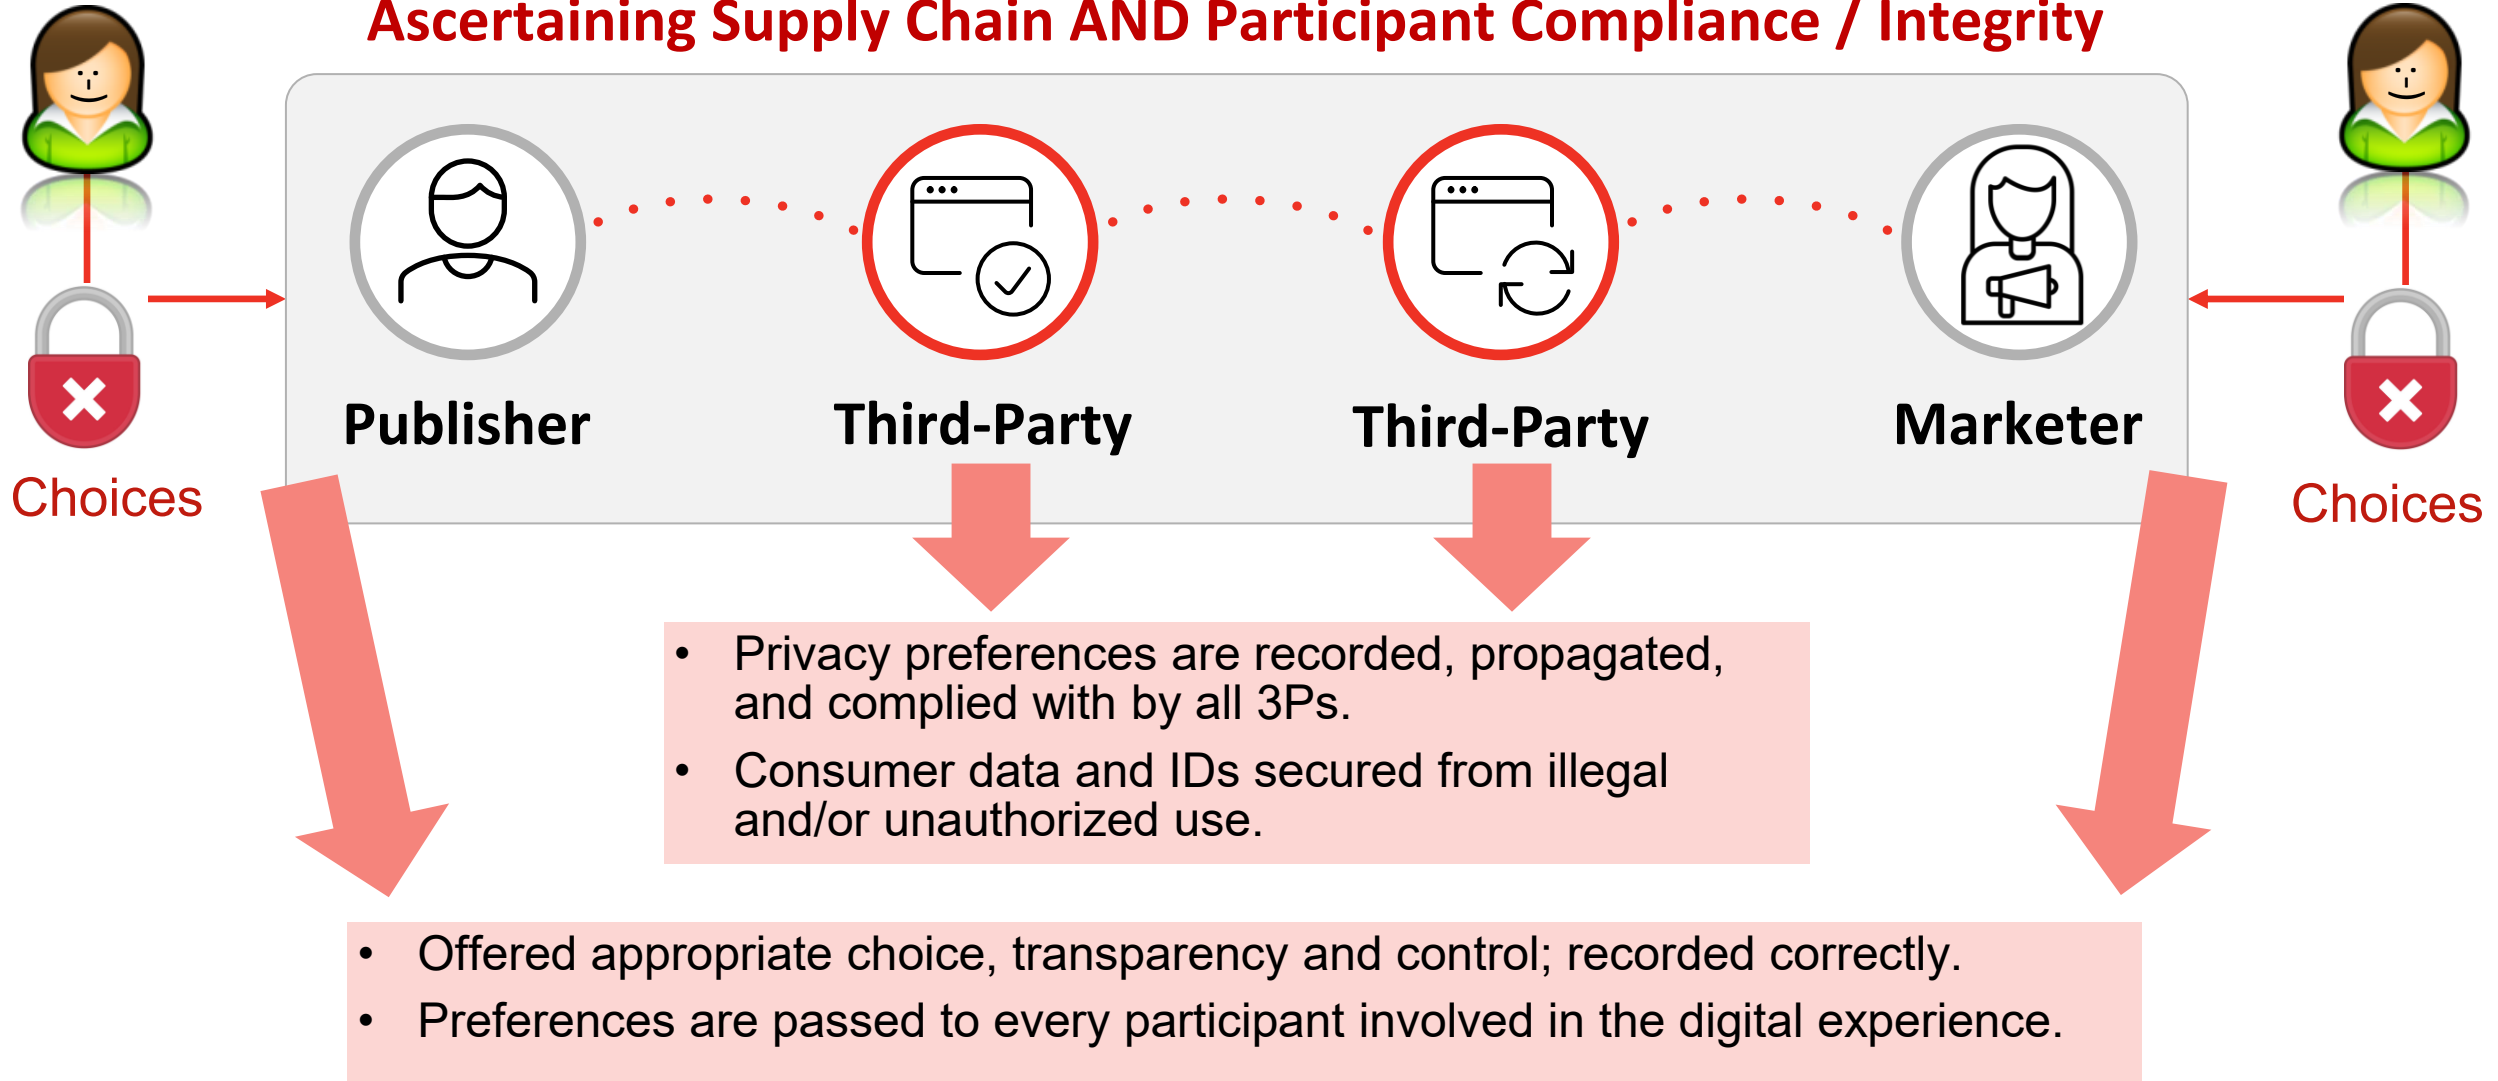 Ascertaining Supply Chain AND Participant Compliance / Integrity
Publisher
Third-Party
Third-Party
Marketer
Choices
Choices
• Privacy preferences are recorded, propagated,
and complied with by all 3Ps.
• Consumer data and IDs secured from illegal
and/or unauthorized use.
• Offered appropriate choice, transparency and control; recorded correctly.
• Preferences are passed to every participant involved in the digital experience.